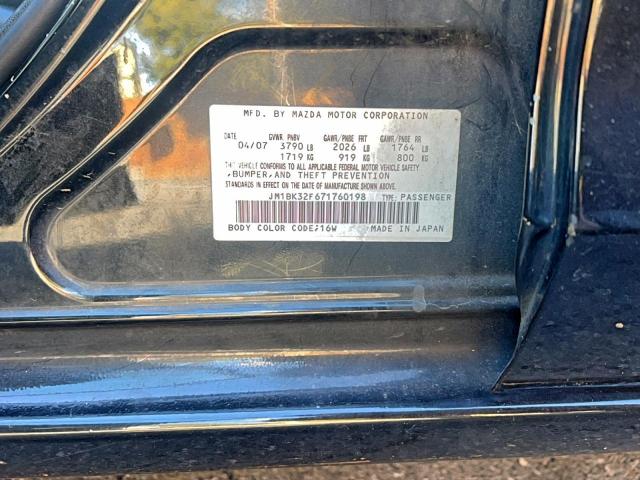 MFD. BY MAZDA MOTOR CORPORATION
DATE GVWR PNBV GAWR/PNBE FRT GAWR/PNBE RR
04/07 3790 LB 2026 LB 1764 LB
1719 KG 919 KG 800 KG
THIS VEHICLE CONFORMS TO ALL APPLICABLE FEDERAL MOTOR VEHICLE SAFETY,
BUMPER, AND THEFT PREVENTION
STANDARDS IN EFFECT ON THE DATE OF MANUFACTURE SHOWN ABOVE.
JM1BK32F671760198 TYPE: PASSENGER
BODY COLOR CODE: 16W MADE IN JAPAN